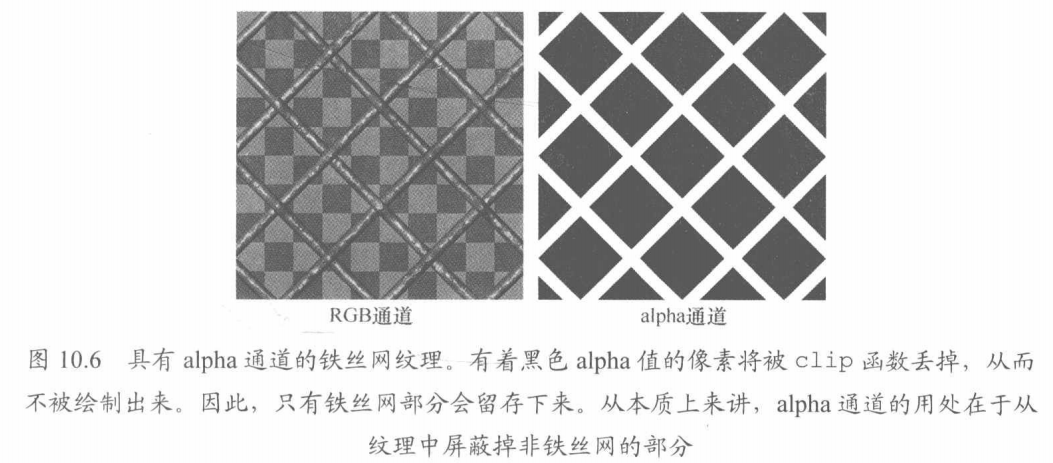 RGB通道
alpha通道
图 10.6 具有 alpha 通道的铁丝网纹理。有着黑色 alpha 值的像素将被 clip 函数丢掉，从而
不被绘制出来。因此，只有铁丝网部分会留存下来。从本质上来讲，alpha 通道的用处在于从
纹理中屏蔽掉非铁丝网的部分